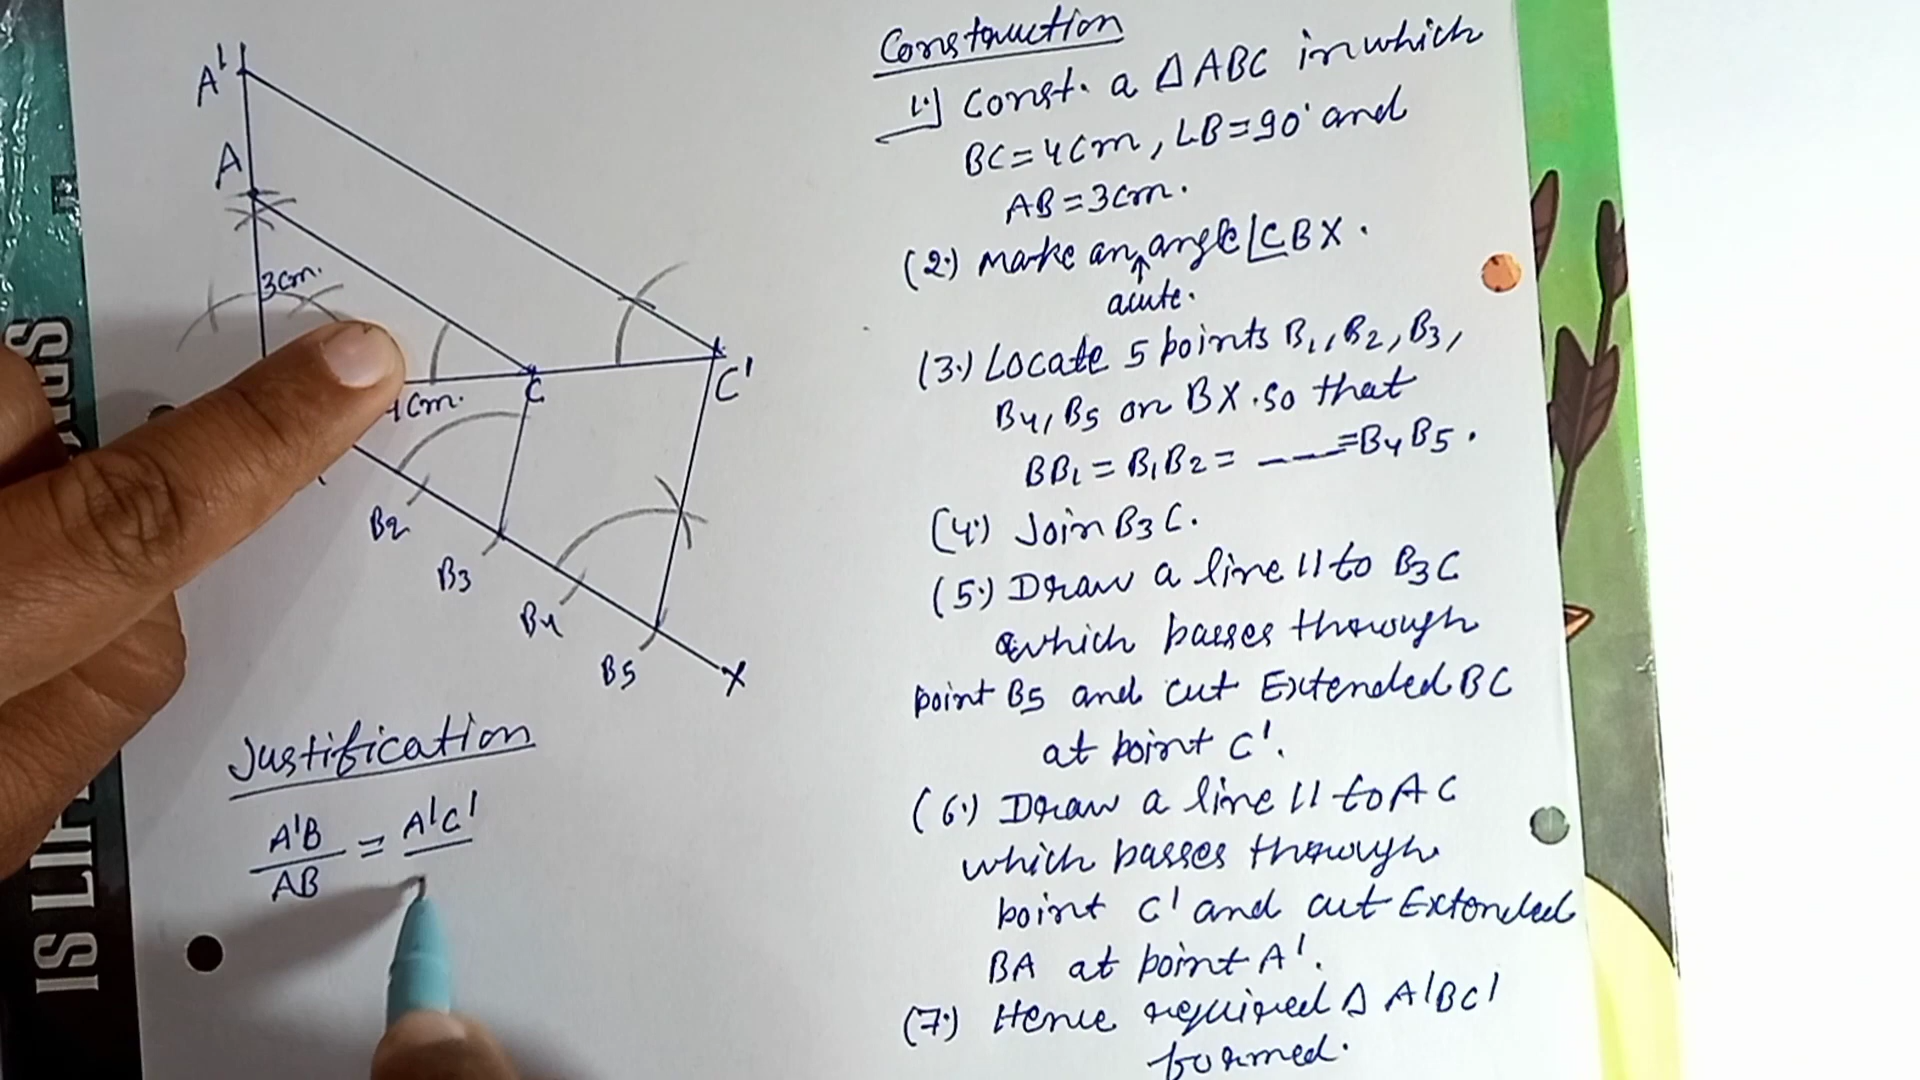 A'
A
3cm.
4cm.
C
C'
B2
B3
B4
B5
X
Justification
A'B = A'C'
AB
Construction
1.) Const. a Δ ABC in which
BC = 4cm, ∠B = 90° and
AB = 3cm.
(2.) Make an angle ∠CBX.
acute.
(3.) Locate 5 points B1, B2, B3,
B4, B5 on BX. so that
BB1 = B1B2 = ___ = B4B5.
(4.) Join B3C.
(5.) Draw a line || to B3C
which passes through
point B5 and cut Extended BC
at point C'.
(6.) Draw a line || to AC
which passes through
point C' and cut Extended
BA at point A'.
(7.) Hence required Δ A'BC'
formed.
IS LIF